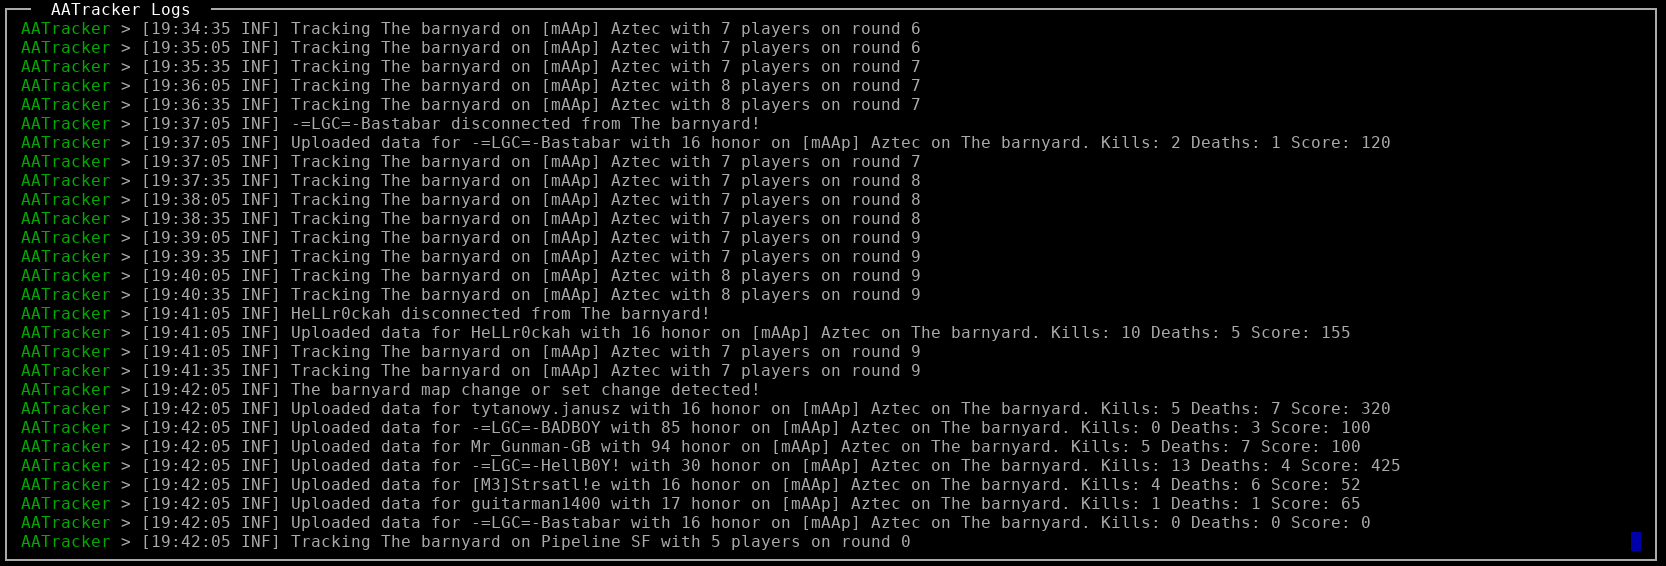 AATracker Logs
AATracker > [19:34:35 INF] Tracking The barnyard on [mAAp] Aztec with 7 players on round 6
AATracker > [19:35:05 INF] Tracking The barnyard on [mAAp] Aztec with 7 players on round 6
AATracker > [19:35:35 INF] Tracking The barnyard on [mAAp] Aztec with 7 players on round 7
AATracker > [19:36:05 INF] Tracking The barnyard on [mAAp] Aztec with 8 players on round 7
AATracker > [19:36:35 INF] Tracking The barnyard on [mAAp] Aztec with 8 players on round 7
AATracker > [19:37:05 INF] -=LGC=-Bastabar disconnected from The barnyard!
AATracker > [19:37:05 INF] Uploaded data for -=LGC=-Bastabar with 16 honor on [mAAp] Aztec on The barnyard. Kills: 2 Deaths: 1 Score: 120
AATracker > [19:37:05 INF] Tracking The barnyard on [mAAp] Aztec with 7 players on round 7
AATracker > [19:37:35 INF] Tracking The barnyard on [mAAp] Aztec with 7 players on round 8
AATracker > [19:38:05 INF] Tracking The barnyard on [mAAp] Aztec with 7 players on round 8
AATracker > [19:38:35 INF] Tracking The barnyard on [mAAp] Aztec with 7 players on round 8
AATracker > [19:39:05 INF] Tracking The barnyard on [mAAp] Aztec with 7 players on round 9
AATracker > [19:39:35 INF] Tracking The barnyard on [mAAp] Aztec with 7 players on round 9
AATracker > [19:40:05 INF] Tracking The barnyard on [mAAp] Aztec with 8 players on round 9
AATracker > [19:40:35 INF] Tracking The barnyard on [mAAp] Aztec with 8 players on round 9
AATracker > [19:41:05 INF] HeLLr0ckah disconnected from The barnyard!
AATracker > [19:41:05 INF] Uploaded data for HeLLr0ckah with 16 honor on [mAAp] Aztec on The barnyard. Kills: 10 Deaths: 5 Score: 155
AATracker > [19:41:05 INF] Tracking The barnyard on [mAAp] Aztec with 7 players on round 9
AATracker > [19:41:35 INF] Tracking The barnyard on [mAAp] Aztec with 7 players on round 9
AATracker > [19:42:05 INF] The barnyard map change or set change detected!
AATracker > [19:42:05 INF] Uploaded data for tytanowy.janusz with 16 honor on [mAAp] Aztec on The barnyard. Kills: 5 Deaths: 7 Score: 320
AATracker > [19:42:05 INF] Uploaded data for -=LGC=-BADBOY with 85 honor on [mAAp] Aztec on The barnyard. Kills: 0 Deaths: 3 Score: 100
AATracker > [19:42:05 INF] Uploaded data for Mr_Gunman-GB with 94 honor on [mAAp] Aztec on The barnyard. Kills: 5 Deaths: 7 Score: 100
AATracker > [19:42:05 INF] Uploaded data for -=LGC=-HellB0Y! with 30 honor on [mAAp] Aztec on The barnyard. Kills: 13 Deaths: 4 Score: 425
AATracker > [19:42:05 INF] Uploaded data for [M3]Strsatl!e with 16 honor on [mAAp] Aztec on The barnyard. Kills: 4 Deaths: 6 Score: 52
AATracker > [19:42:05 INF] Uploaded data for guitarman1400 with 17 honor on [mAAp] Aztec on The barnyard. Kills: 1 Deaths: 1 Score: 65
AATracker > [19:42:05 INF] Uploaded data for -=LGC=-Bastabar with 16 honor on [mAAp] Aztec on The barnyard. Kills: 0 Deaths: 0 Score: 0
AATracker > [19:42:05 INF] Tracking The barnyard on Pipeline SF with 5 players on round 0